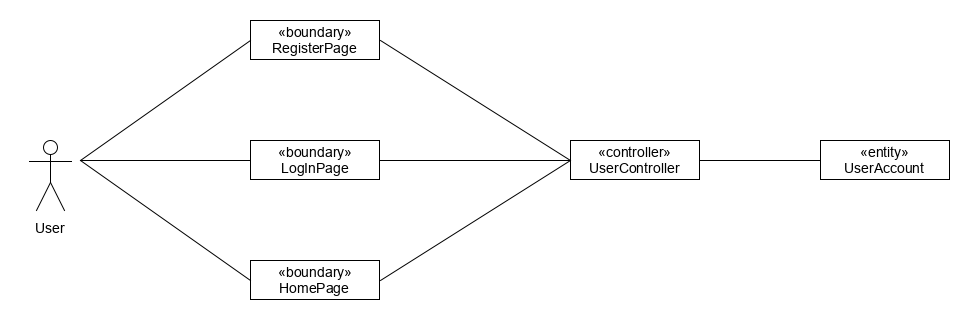 «boundary»
RegisterPage
«boundary»
LogInPage
«controller»
UserController
«entity»
UserAccount
User
«boundary»
HomePage